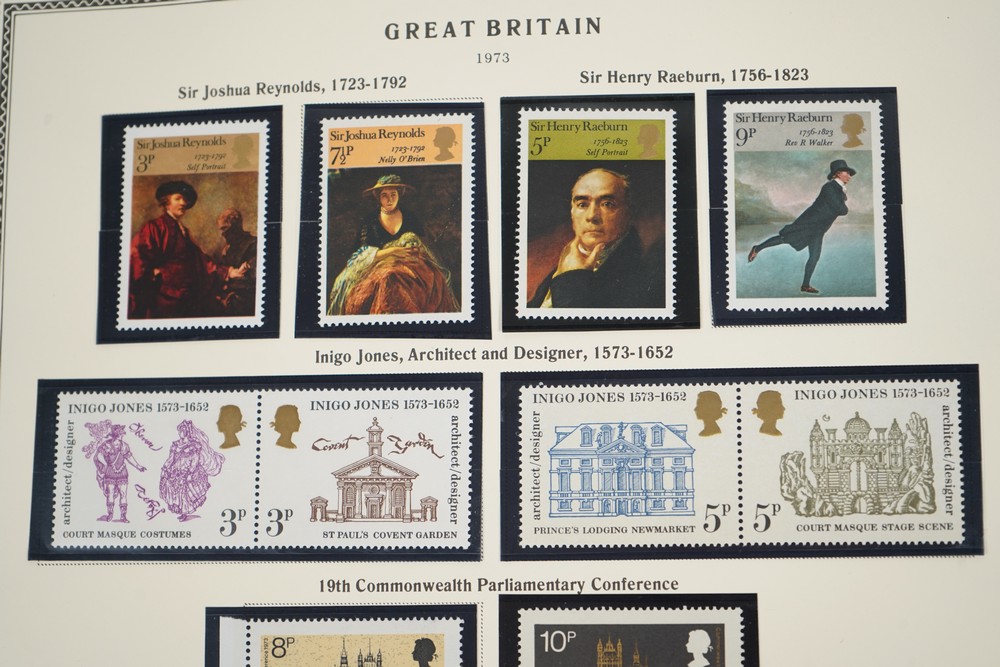 GREAT BRITAIN
1973
Sir Joshua Reynolds, 1723-1792
Sir Henry Raeburn, 1756-1823
Sir Joshua Reynolds
3P
1723-1792
Self Portrait
Sir Joshua Reynolds
7½P
1723-1792
Nelly O'Brien
Sir Henry Raeburn
5P
1756-1823
Self Portrait
Sir Henry Raeburn
9P
1756-1823
Rev R Walker
Inigo Jones, Architect and Designer, 1573-1652
INIGO JONES 1573-1652
architect/designer
3P
COURT MASQUE COSTUMES
INIGO JONES 1573-1652
Covent Garden
architect/designer
3P
ST PAUL'S COVENT GARDEN
INIGO JONES 1573-1652
architect/designer
5P
PRINCE'S LODGING NEWMARKET
INIGO JONES 1573-1652
architect/designer
5P
COURT MASQUE STAGE SCENE
19th Commonwealth Parliamentary Conference
8P
10P